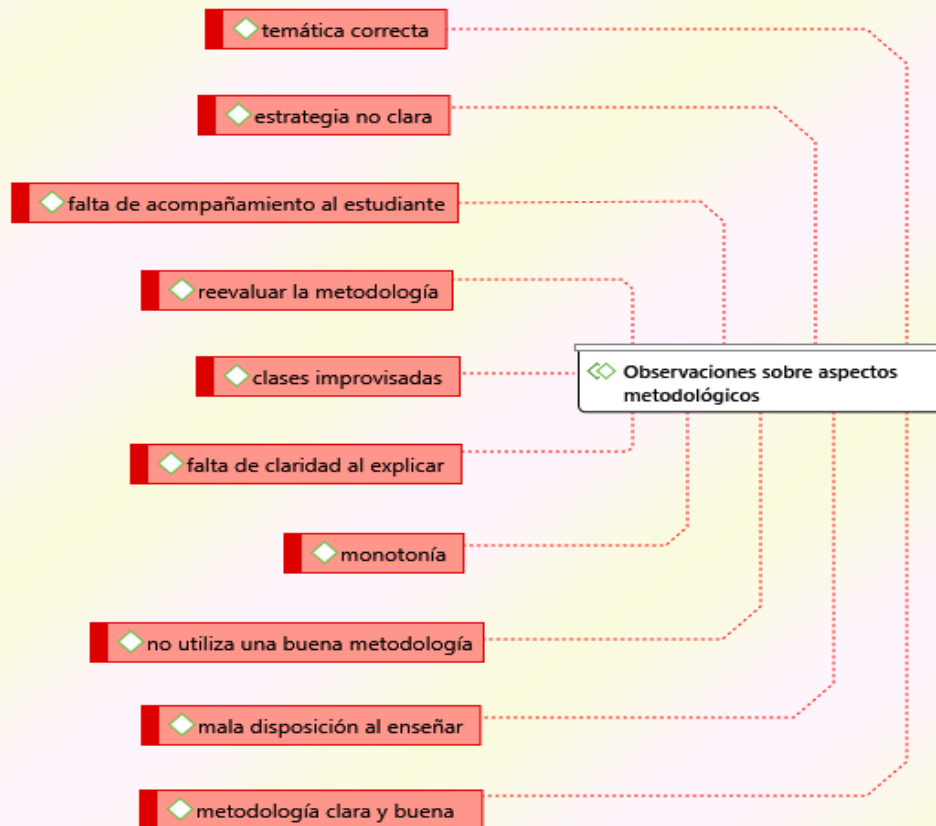 temática correcta
estrategia no clara
falta de acompañamiento al estudiante
reevaluar la metodología
clases improvisadas
Observaciones sobre aspectos
metodológicos
falta de claridad al explicar
monotonía
no utiliza una buena metodología
mala disposición al enseñar
metodología clara y buena